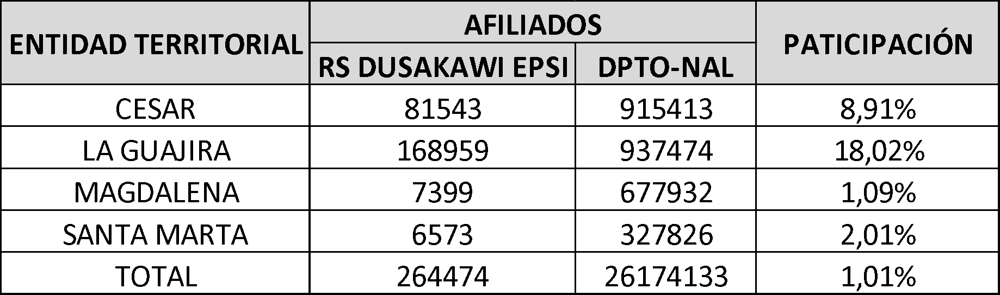 ENTIDAD TERRITORIAL AFILIADOS PATICIPACIÓN
RS DUSAKAWI EPSI DPTO-NAL
CESAR 81543 915413 8,91%
LA GUAJIRA 168959 937474 18,02%
MAGDALENA 7399 677932 1,09%
SANTA MARTA 6573 327826 2,01%
TOTAL 264474 26174133 1,01%